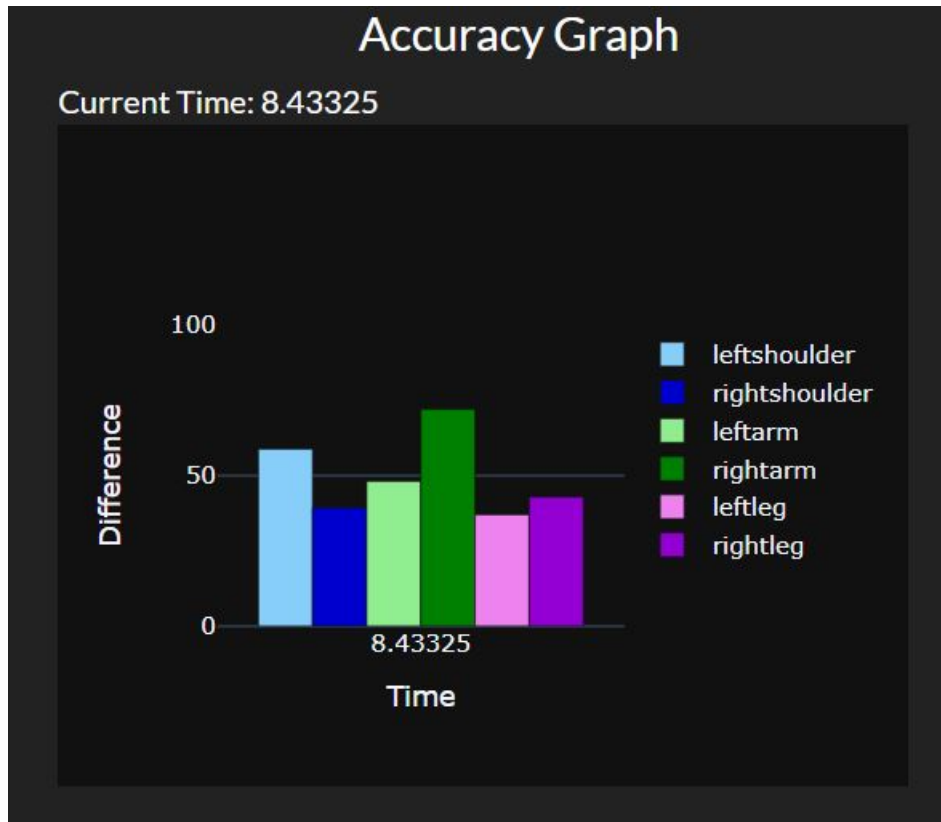 Accuracy Graph
Current Time: 8.43325
100
50
0
Difference
8.43325
Time
leftshoulder
rightshoulder
leftarm
rightarm
leftleg
rightleg